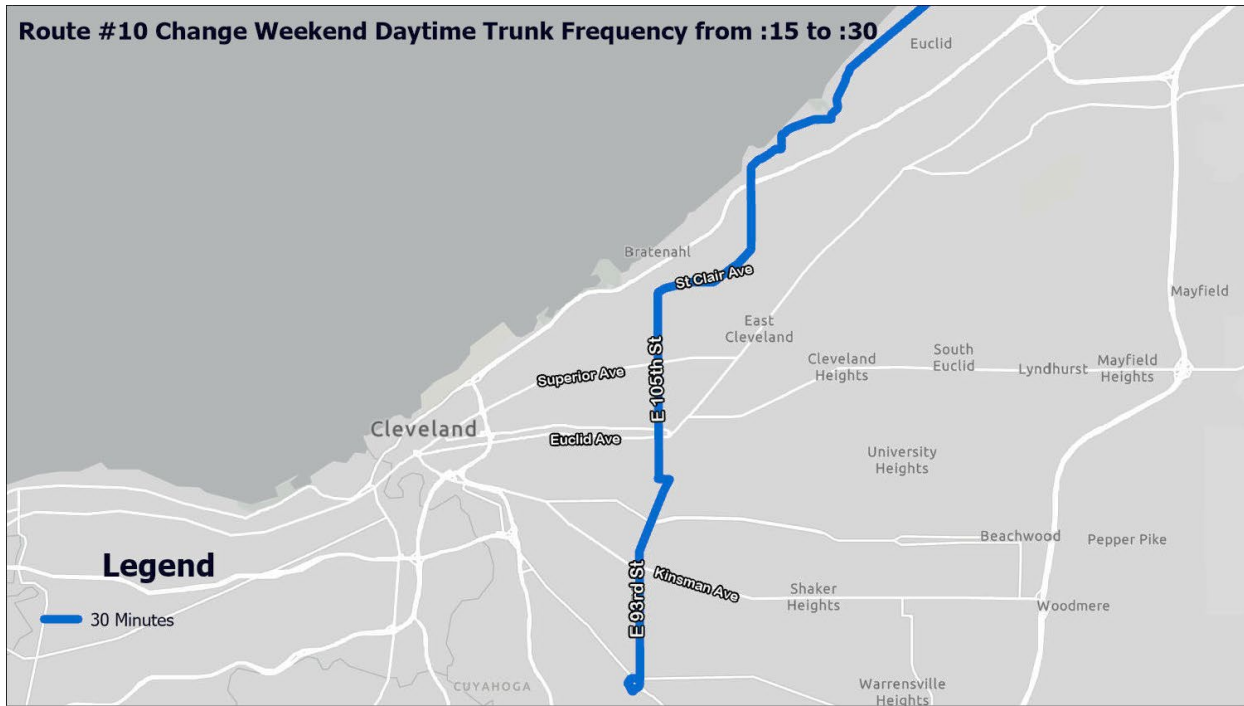 Route #10 Change Weekend Daytime Trunk Frequency from :15 to :30
Euclid
Bratenahl
St Clair Ave
Mayfield
East
Cleveland
E 105th St
Superior Ave
Cleveland
Heights
South
Euclid
Lyndhurst
Mayfield
Heights
Cleveland
Euclid Ave
University
Heights
Beachwood
Pepper Pike
Legend
30 Minutes
E 93rd St
Kinsman Ave
Shaker
Heights
Woodmere
CUYAHOGA
Warrensville
Heights